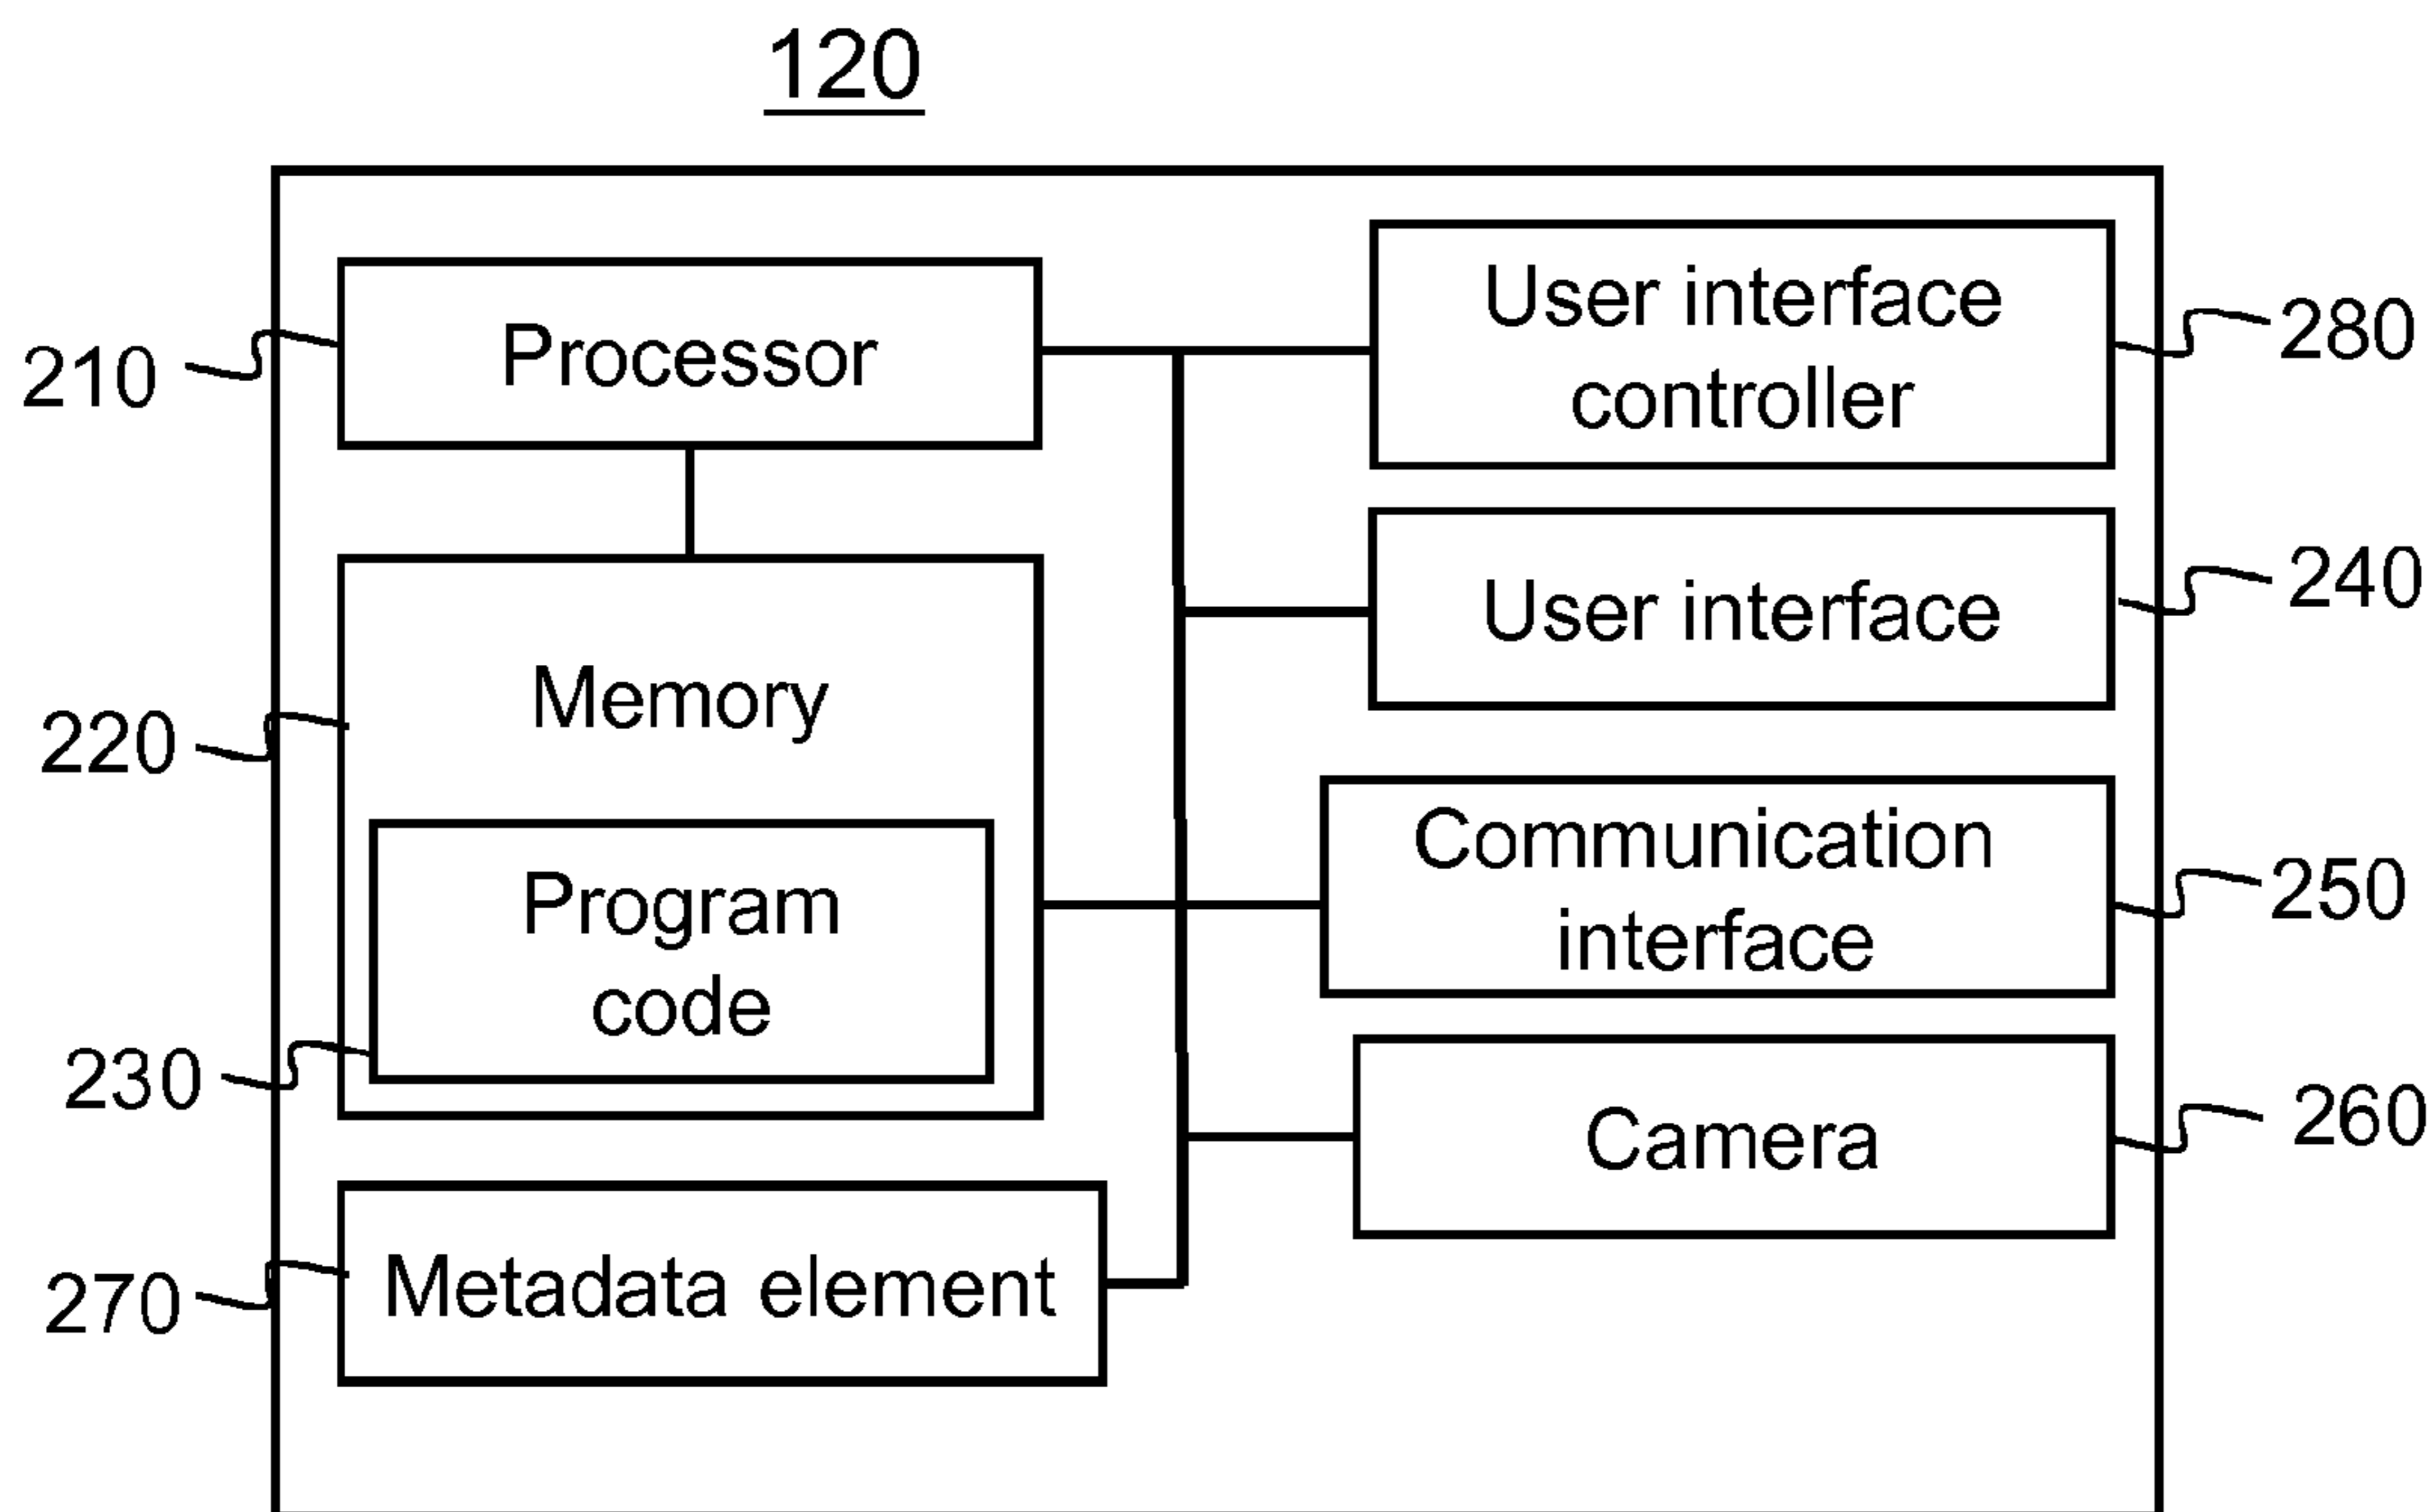 120
210
Processor
User interface
controller
280
User interface
240
220
Memory
Program
code
230
Communication
interface
250
Camera
260
270
Metadata element